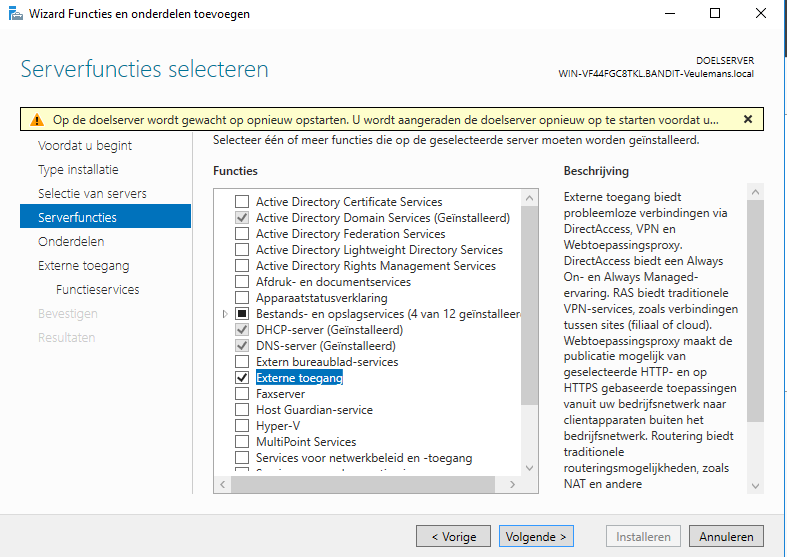 Wizard Functies en onderdelen toevoegen
Serverfuncties selecteren
DOELSERVER
WIN-VF44FGC8TKL.BANDIT-Veulemans.local
Op de doelserver wordt gewacht op opnieuw opstarten. U wordt aangeraden de doelserver opnieuw op te starten voordat u...
Voordat u begint
Type installatie
Selectie van servers
Serverfuncties
Onderdelen
Externe toegang
Functieservices
Bevestigen
Resultaten
Selecteer één of meer functies die op de geselecteerde server moeten worden geïnstalleerd.
Functies
Active Directory Certificate Services
Active Directory Domain Services (Geïnstalleerd)
Active Directory Federation Services
Active Directory Lightweight Directory Services
Active Directory Rights Management Services
Afdruk- en documentservices
Apparaatstatusverklaring
Bestands- en opslagservices (4 van 12 geïnstalleer
DHCP-server (Geïnstalleerd)
DNS-server (Geïnstalleerd)
Extern bureaublad-services
Externe toegang
Faxserver
Host Guardian-service
Hyper-V
MultiPoint Services
Services voor netwerkbeleid en -toegang
Beschrijving
Externe toegang biedt
probleemloze verbindingen via
DirectAccess, VPN en
Webtoepassingsproxy.
DirectAccess biedt een Always
On- en Always Managed-
ervaring. RAS biedt traditionele
VPN-services, zoals verbindingen
tussen sites (filiaal of cloud).
Webtoepassingsproxy maakt de
publicatie mogelijk van
geselecteerde HTTP- en op
HTTPS gebaseerde toepassingen
vanuit uw bedrijfsnetwerk naar
clientapparaten buiten het
bedrijfsnetwerk. Routering biedt
traditionele
routeringsmogelijkheden, zoals
NAT en andere
< Vorige
Volgende >
Installeren
Annuleren